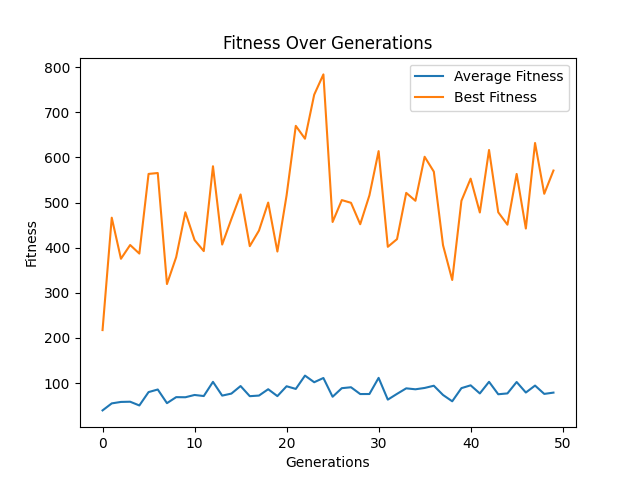 Fitness Over Generations
Average Fitness
Best Fitness
800
700
600
500
400
300
200
100
Fitness
0 10 20 30 40 50
Generations